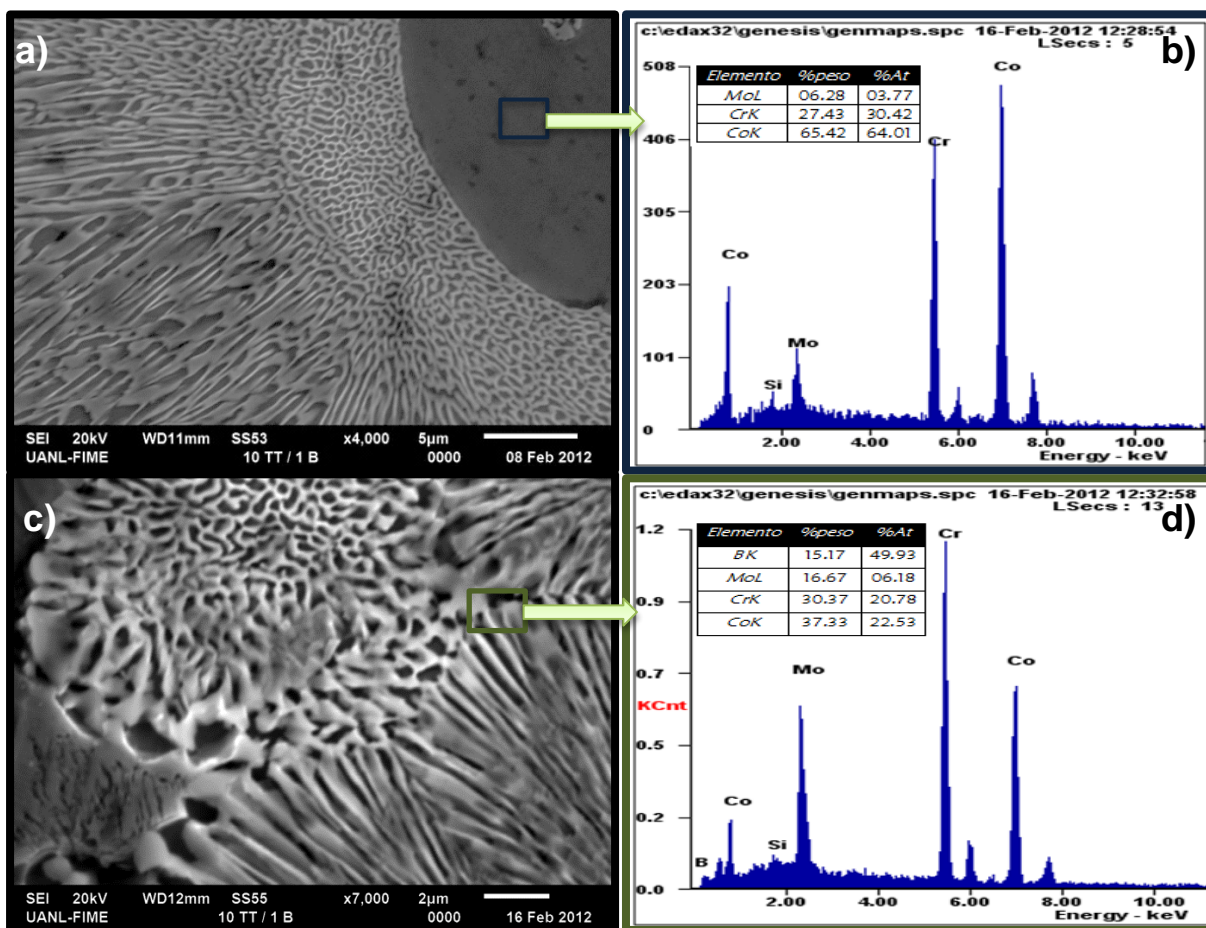 a)
SEI 20kV WD11mm SS53 x4,000 5µm
UANL-FIME 10 TT / 1 B 0000 08 Feb 2012
b)
c:\edax32\genesis\genmaps.spc 16-Feb-2012 12:28:54
LSecs : 5
Elemento %peso %At
MoL 06.28 03.77
CrK 27.43 30.42
CoK 65.42 64.01
508
406
305
203
101
0
Co
Cr
Co
Mo
Si
2.00 4.00 6.00 8.00 10.00
Energy - keV
c)
SEI 20kV WD12mm SS55 x7,000 2µm
UANL-FIME 10 TT / 1 B 0000 16 Feb 2012
d)
c:\edax32\genesis\genmaps.spc 16-Feb-2012 12:32:58
LSecs : 13
Elemento %peso %At
BK 15.17 49.93
MoL 16.67 06.18
CrK 30.37 20.78
CoK 37.33 22.53
1.2
0.9
0.7
KCnt
0.5
0.2
0.0
Cr
Mo
Co
Co
Si
B
2.00 4.00 6.00 8.00 10.00
Energy - keV